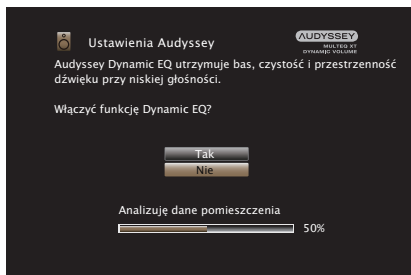 Ustawienia Audyssey
AUDYSSEY
MULTEQ XT
DYNAMIC VOLUME
Audyssey Dynamic EQ utrzymuje bas, czystość i przestrzenność
dźwięku przy niskiej głośności.
Włączyć funkcję Dynamic EQ?
Tak
Nie
Analizuję dane pomieszczenia
50%